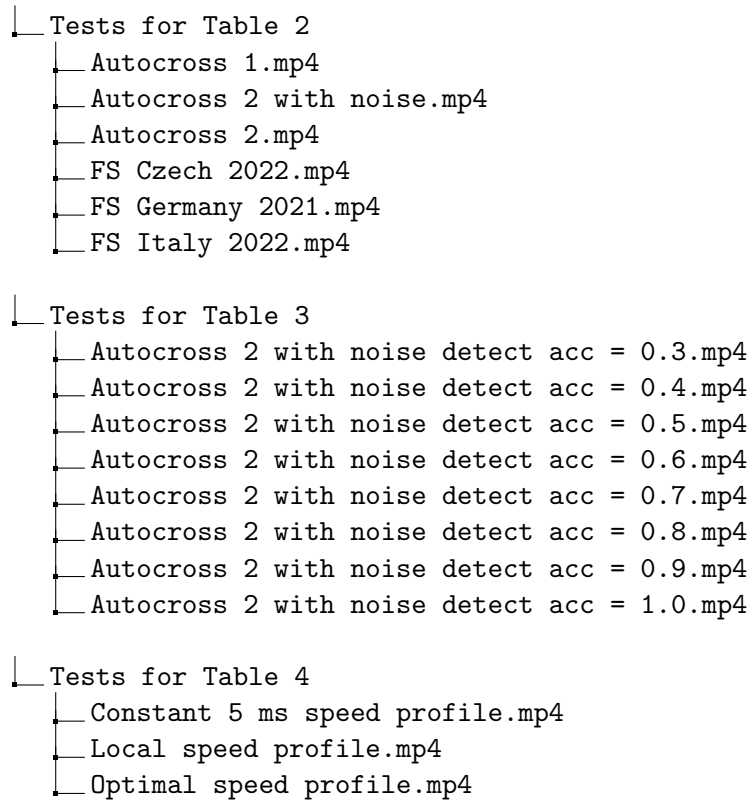 Tests for Table 2
Autocross 1.mp4
Autocross 2 with noise.mp4
Autocross 2.mp4
FS Czech 2022.mp4
FS Germany 2021.mp4
FS Italy 2022.mp4
Tests for Table 3
Autocross 2 with noise detect acc = 0.3.mp4
Autocross 2 with noise detect acc = 0.4.mp4
Autocross 2 with noise detect acc = 0.5.mp4
Autocross 2 with noise detect acc = 0.6.mp4
Autocross 2 with noise detect acc = 0.7.mp4
Autocross 2 with noise detect acc = 0.8.mp4
Autocross 2 with noise detect acc = 0.9.mp4
Autocross 2 with noise detect acc = 1.0.mp4
Tests for Table 4
Constant 5 ms speed profile.mp4
Local speed profile.mp4
Optimal speed profile.mp4